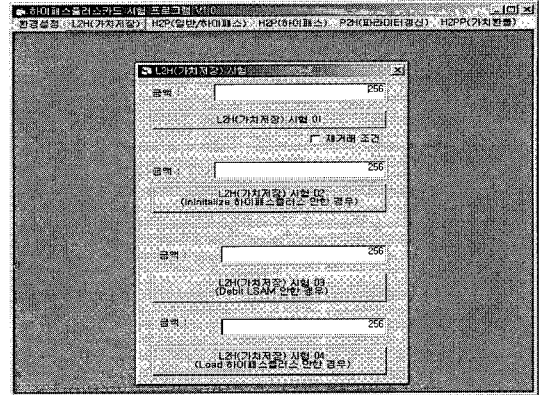 하이패스플러스카드 시험 프로그램 V1.0
환경설정 L2H(가치저장) H2P(일반/하이패스) H2P(하이패스) P2H(파라미터갱신) H2PP(가치환불)
L2H(가치저장) 시험
금액 256
L2H(가치저장) 시험 01
재거래 조건
금액 : 256
L2H(가치저장) 시험 02
(Ininitialize 하이패스플러스 안한 경우)
금액 : 256
L2H(가치저장) 시험 03
(Debit LSAM 안한 경우)
금액 : 256
L2H(가치저장) 시험 04
(Load 하이패스플러스 안한 경우)